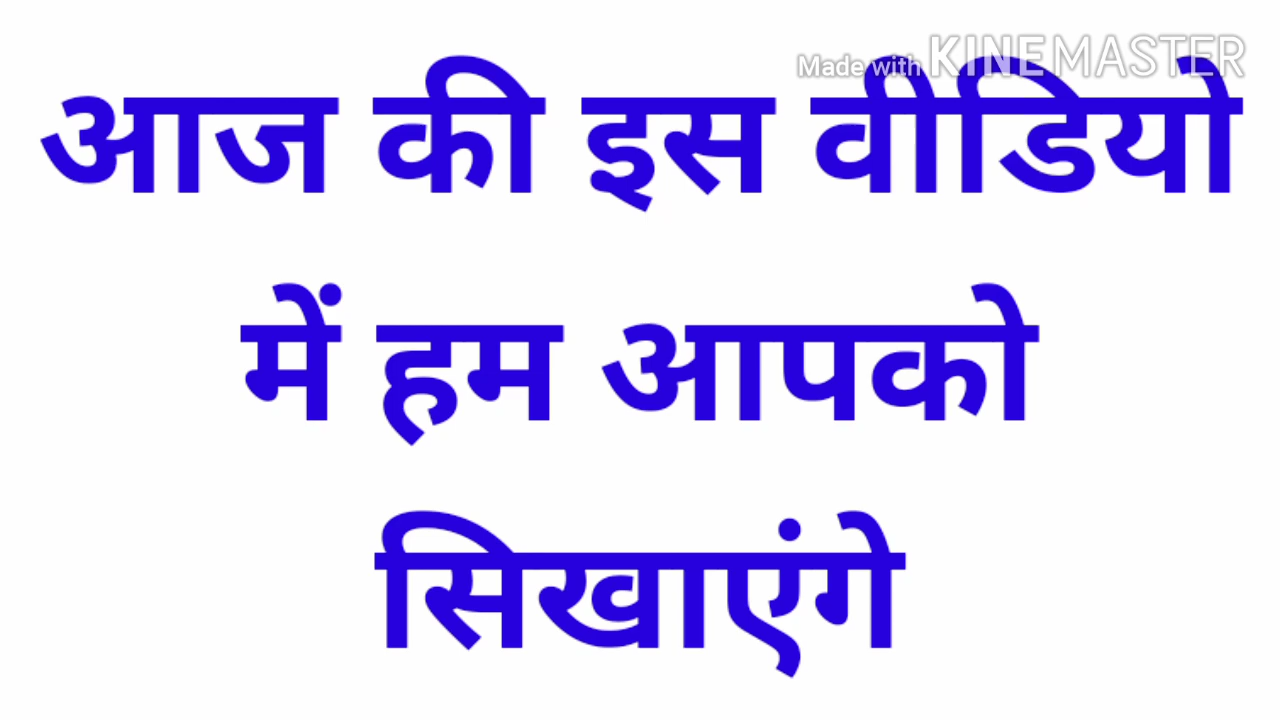 Made with KINEMASTER
आज की इस वीडियो
में हम आपको
सिखाएंगे